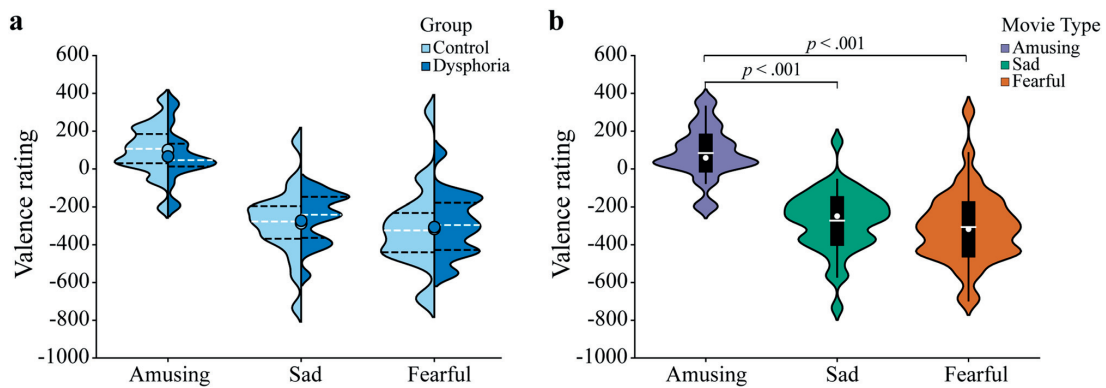 a
Group
Control
Dysphoria
Valence rating
600
400
200
0
-200
-400
-600
-800
-1000
Amusing
Sad
Fearful
b
Movie Type
Amusing
Sad
Fearful
p < .001
p < .001
Valence rating
600
400
200
0
-200
-400
-600
-800
-1000
Amusing
Sad
Fearful